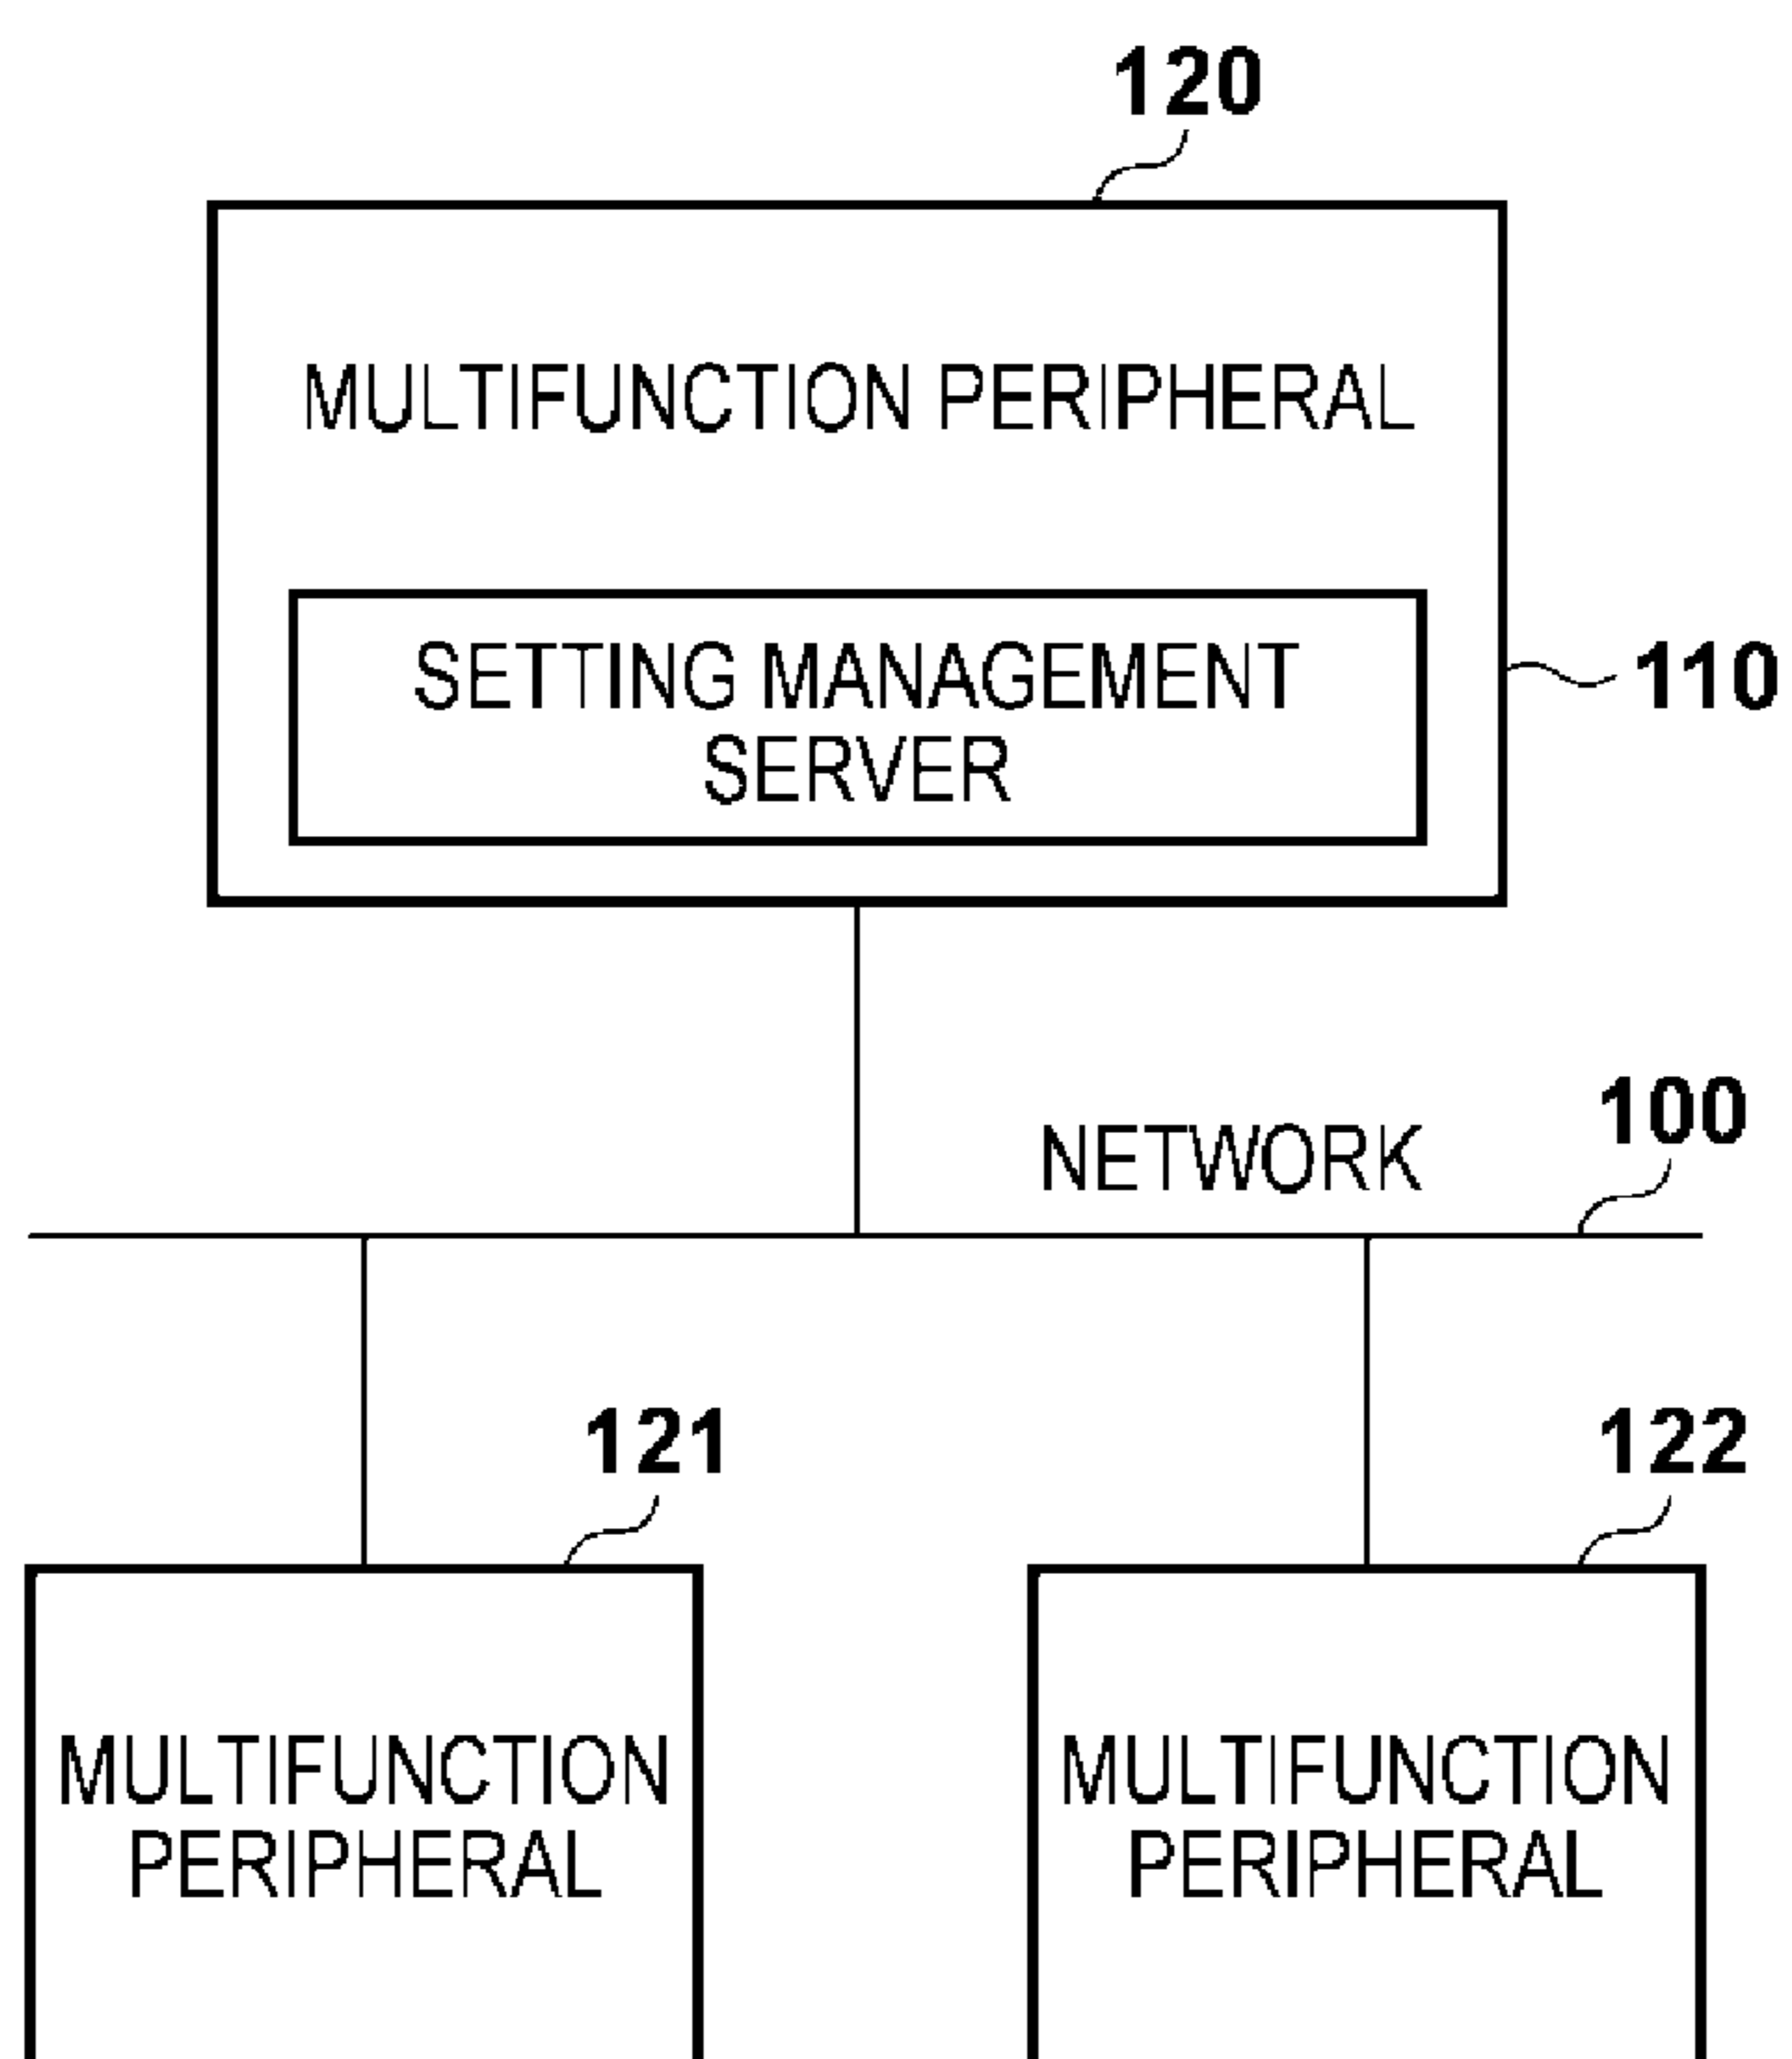 120
MULTIFUNCTION PERIPHERAL
SETTING MANAGEMENT
SERVER
110
100
NETWORK
121
122
MULTIFUNCTION
PERIPHERAL
MULTIFUNCTION
PERIPHERAL